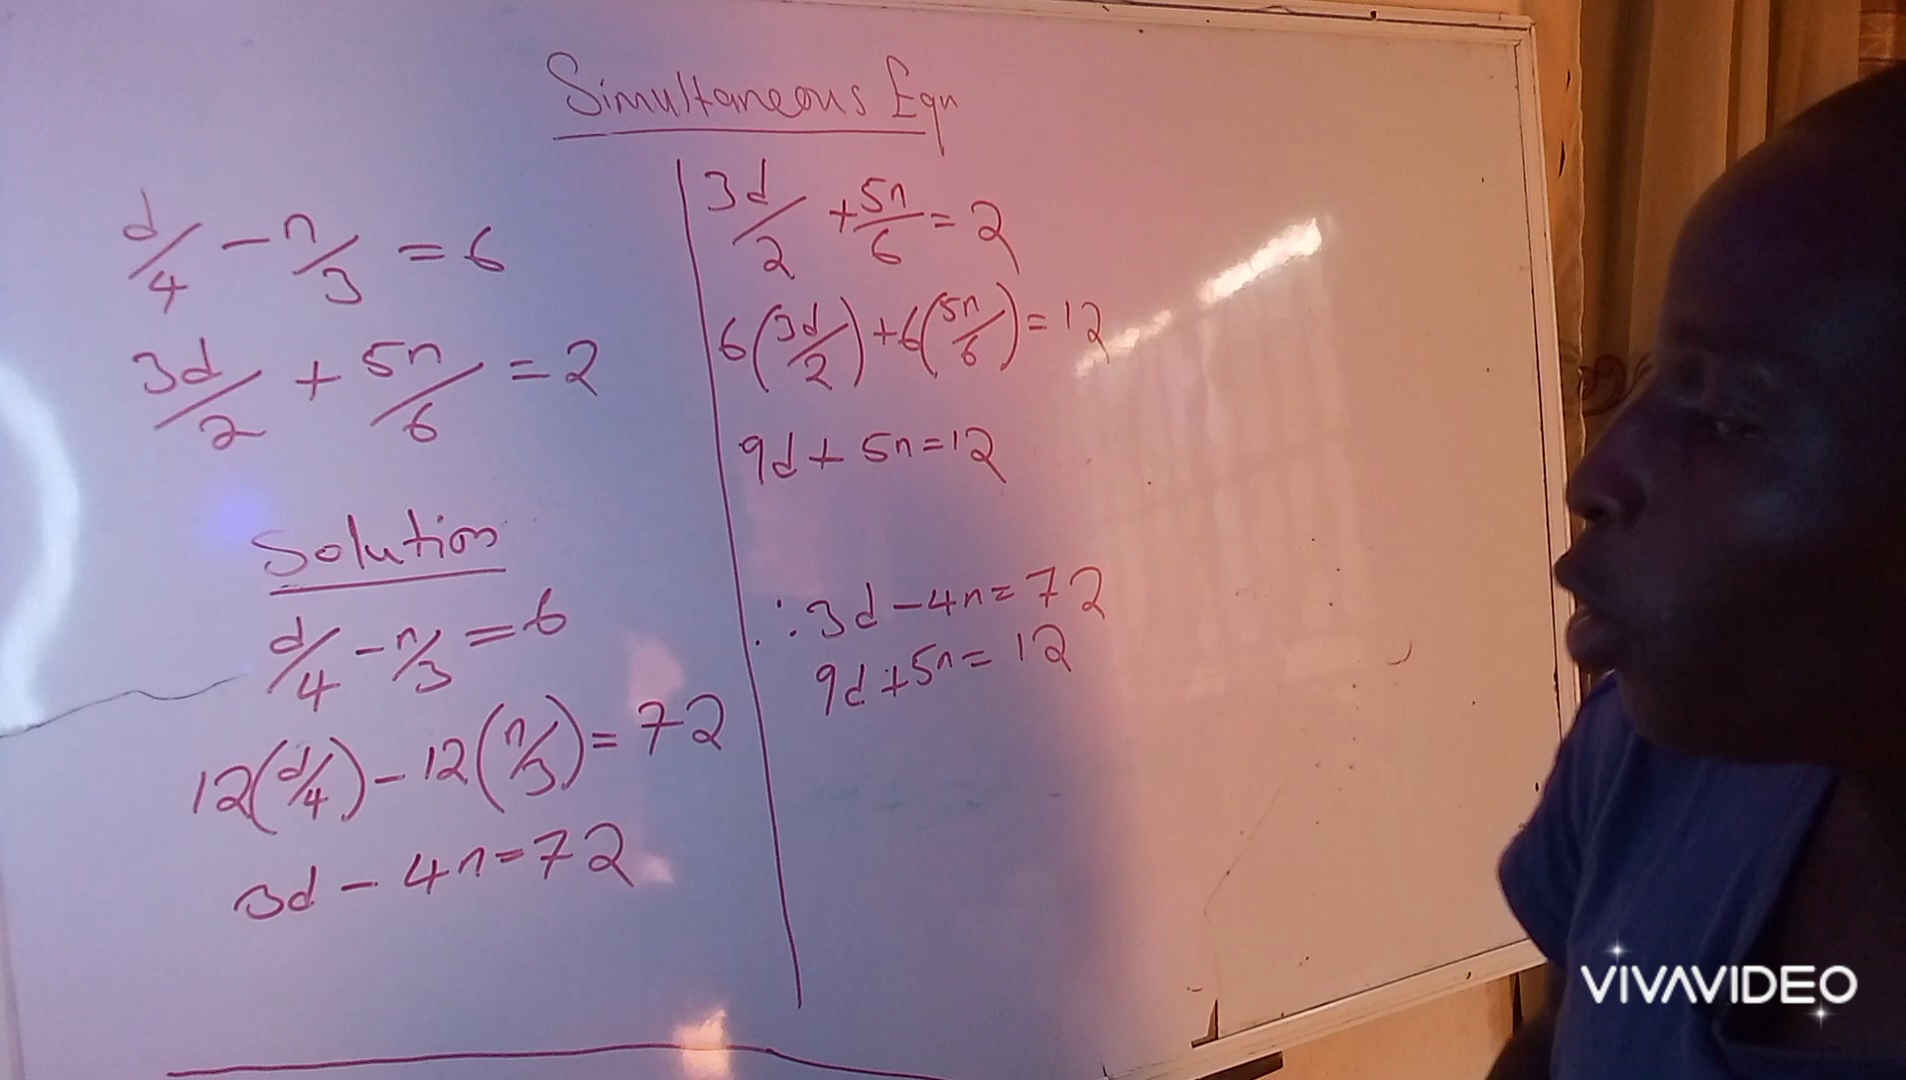 Simultaneous Eqn
d/4 - n/3 = 6
3d/2 + 5n/6 = 2
Solution
d/4 - n/3 = 6
12(d/4) - 12(n/3) = 72
3d - 4n = 72
3d/2 + 5n/6 = 2
6(3d/2) + 6(5n/6) = 12
9d + 5n = 12
∴ 3d - 4n = 72
9d + 5n = 12
VIVAVIDEO